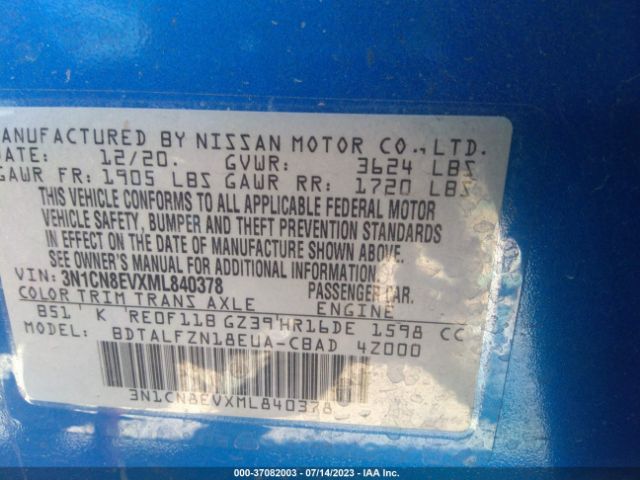 MANUFACTURED BY NISSAN MOTOR CO., LTD.
DATE: 12/20 GVWR: 3624 LBS
GAWR FR: 1905 LBS GAWR RR: 1720 LBS
THIS VEHICLE CONFORMS TO ALL APPLICABLE FEDERAL MOTOR
VEHICLE SAFETY, BUMPER AND THEFT PREVENTION STANDARDS
IN EFFECT ON THE DATE OF MANUFACTURE SHOWN ABOVE.
SEE OWNER'S MANUAL FOR ADDITIONAL INFORMATION.
VIN: 3N1CN8EVXML840378 PASSENGER CAR.
COLOR TRIM TRANS AXLE ENGINE
B51 K RE0F11B GZ39 HR16DE 1598 CC
MODEL: BDTALFZN18EUA-CBAD 4Z000
3N1CN8EVXML840378
000-37082003 - 07/14/2023 - IAA Inc.